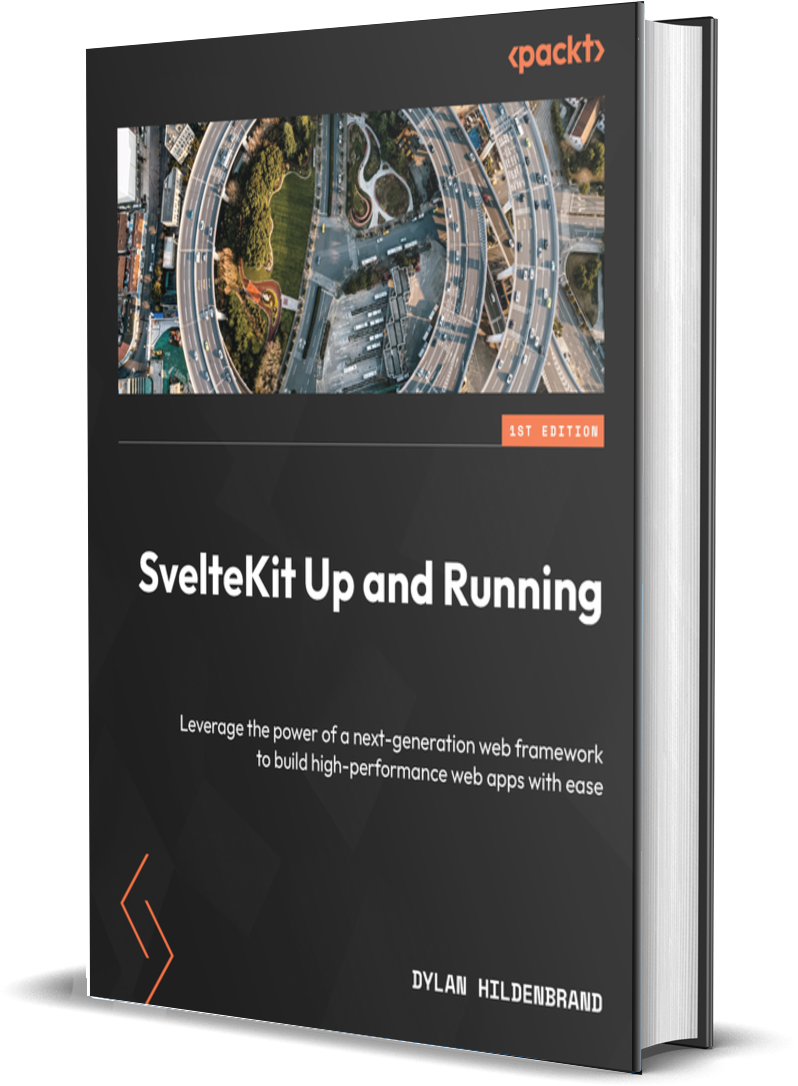 <packt>
1ST EDITION
SvelteKit Up and Running
Leverage the power of a next-generation web framework
to build high-performance web apps with ease
DYLAN HILDENBRAND